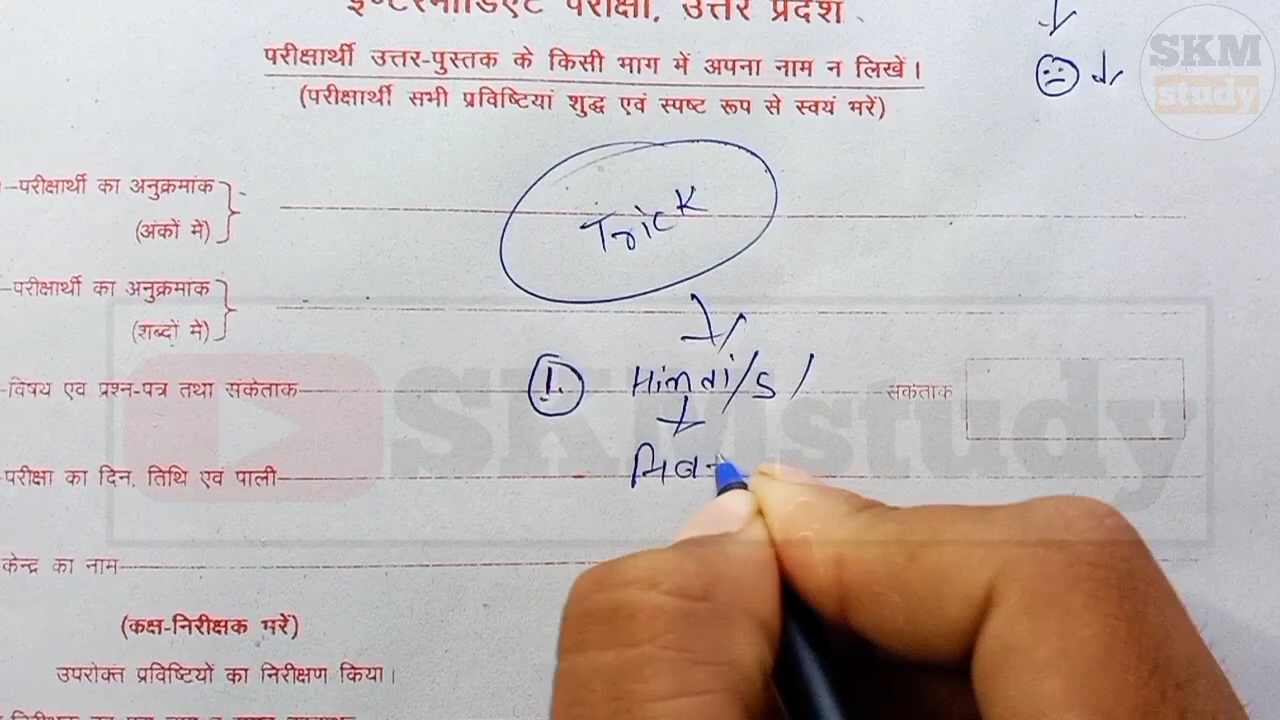 इण्टरमीडिएट परीक्षा, उत्तर प्रदेश
परीक्षार्थी उत्तर-पुस्तक के किसी भाग में अपना नाम न लिखें।
(परीक्षार्थी सभी प्रविष्टियां शुद्ध एवं स्पष्ट रूप से स्वयं भरें)
SKM
study
–परीक्षार्थी का अनुक्रमांक
(अंकों में)
Trick
–परीक्षार्थी का अनुक्रमांक
(शब्दों में)
-विषय एवं प्रश्न-पत्र तथा संकेतांक
1. Hindi/S/
संकेतांक
परीक्षा का दिन, तिथि एवं पाली
निब
SKMstudy
केन्द्र का नाम
(कक्ष-निरीक्षक भरें)
उपरोक्त प्रविष्टियों का निरीक्षण किया।